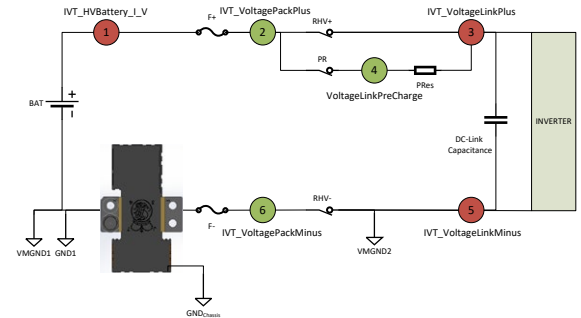 IVT_HVBattery_I_V
IVT_VoltagePackPlus
IVT_VoltageLinkPlus
F+
RHV+
1
2
3
PR
4
PRes
VoltageLinkPreCharge
BAT
+
DC-Link
Capacitance
INVERTER
RHV-
6
5
F-
IVT_VoltagePackMinus
IVT_VoltageLinkMinus
VMGND1
GND1
VMGND2
GNDChassis